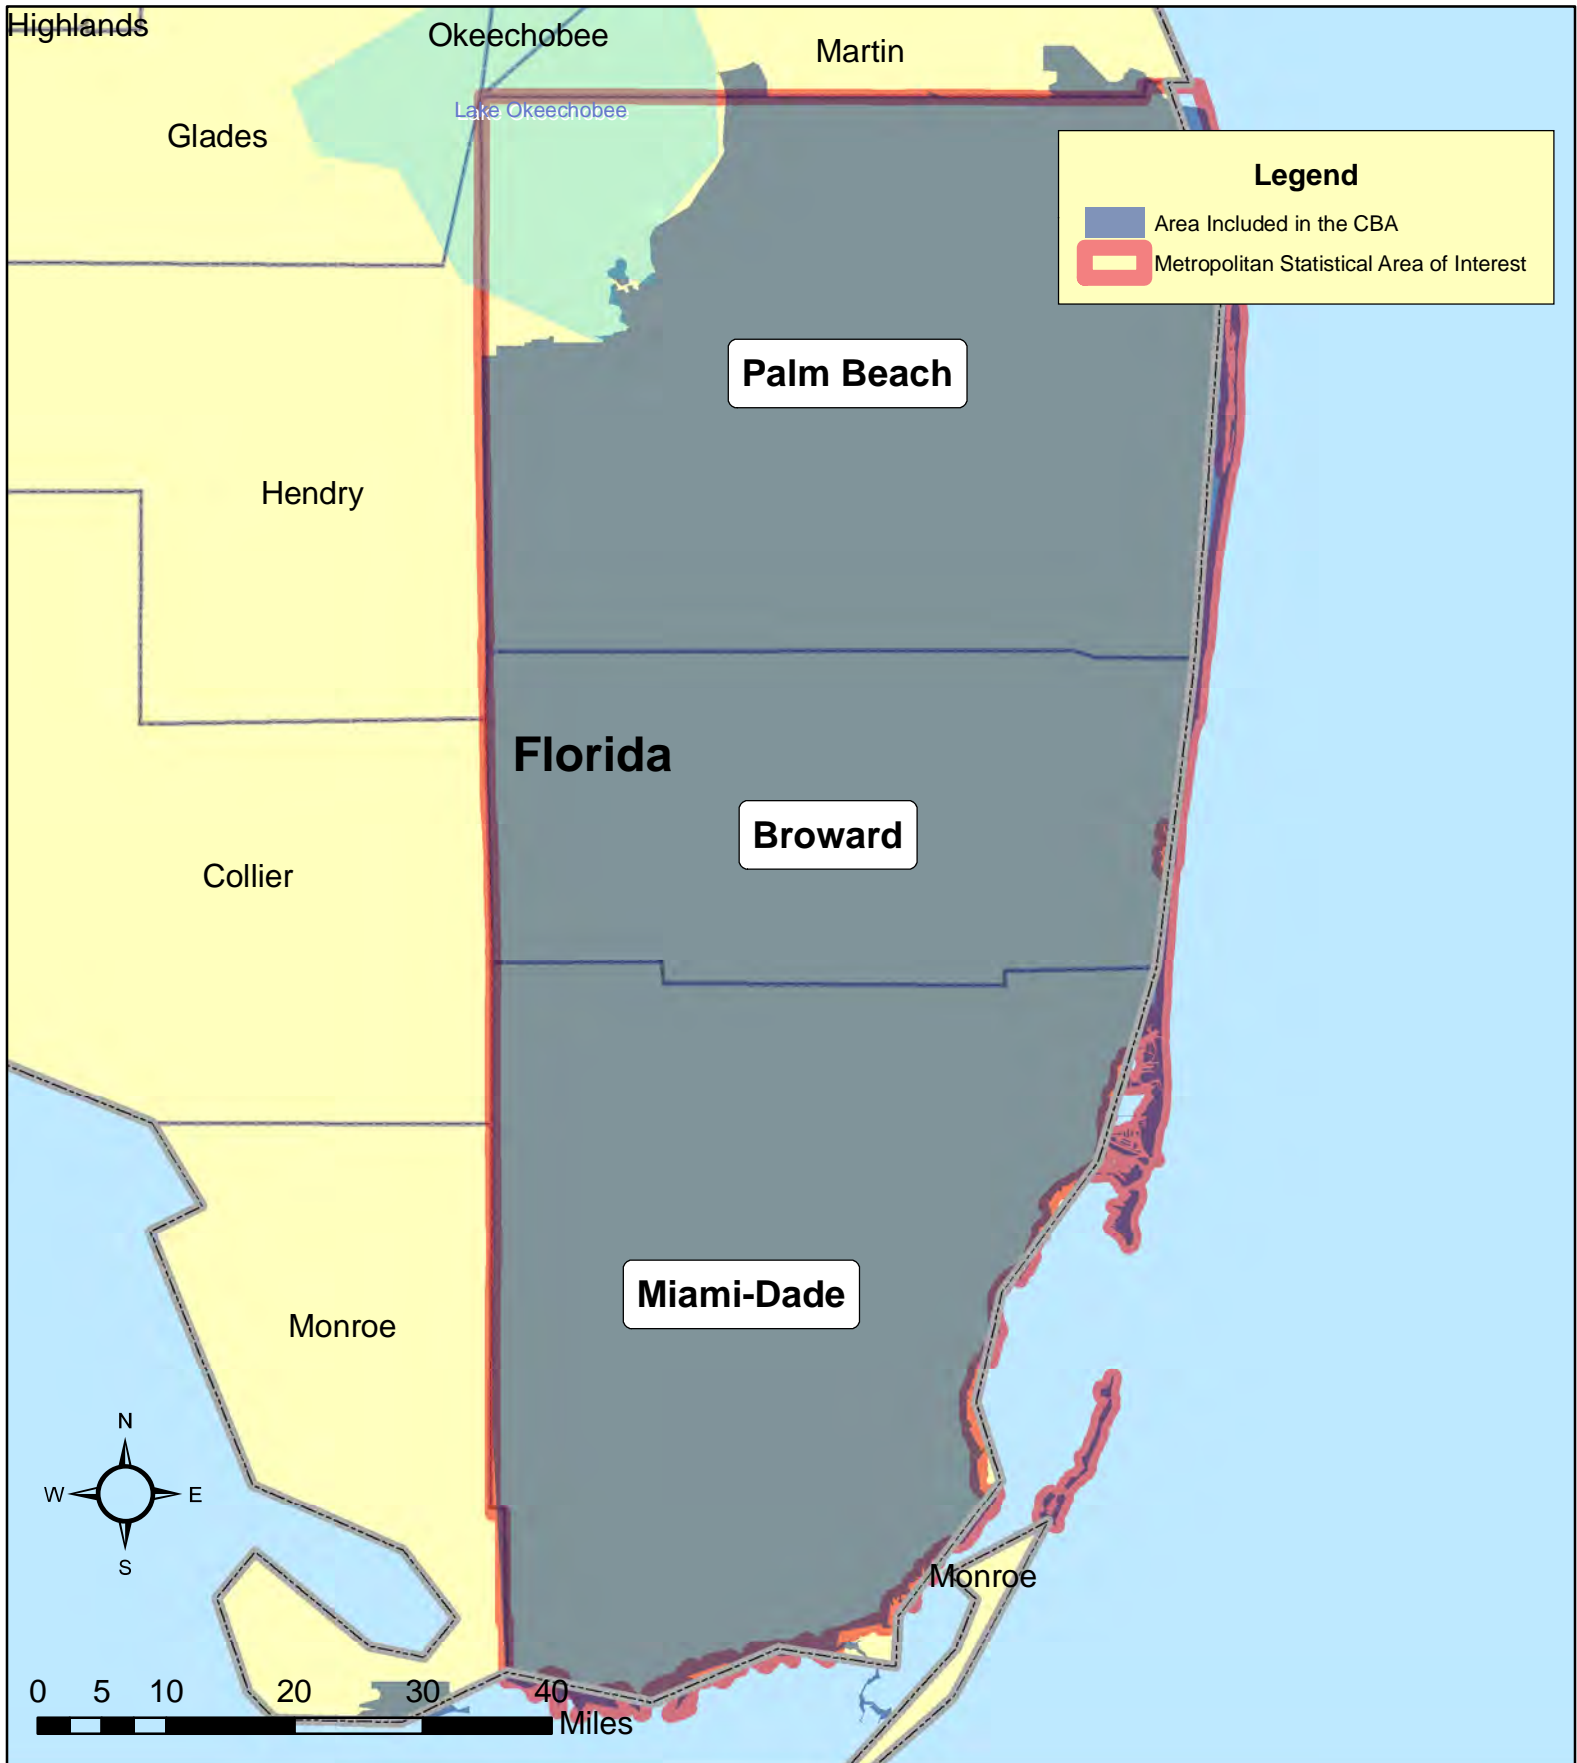 Highlands
Okeechobee
Martin
Lake Okeechobee
Glades
Legend
Area Included in the CBA
Metropolitan Statistical Area of Interest
Palm Beach
Hendry
Florida
Broward
Collier
Miami-Dade
Monroe
N
W E
S
Monroe
0 5 10 20 30 40
Miles